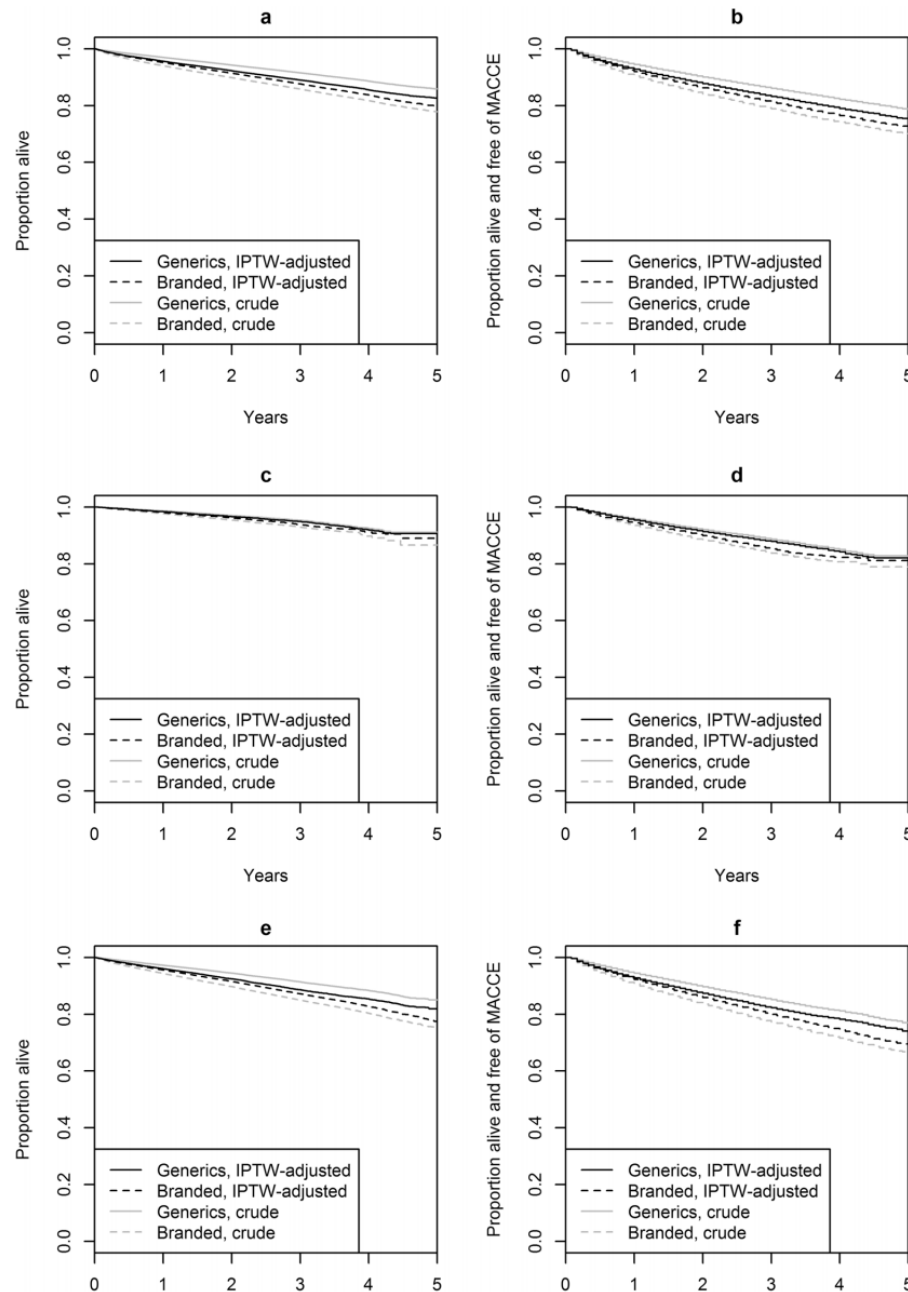 a
Proportion alive
1.0
0.8
0.6
0.4
0.2
0.0
Generics, IPTW-adjusted
Branded, IPTW-adjusted
Generics, crude
Branded, crude
0 1 2 3 4 5
Years
b
Proportion alive and free of MACCE
1.0
0.8
0.6
0.4
0.2
0.0
Generics, IPTW-adjusted
Branded, IPTW-adjusted
Generics, crude
Branded, crude
0 1 2 3 4 5
Years
c
Proportion alive
1.0
0.8
0.6
0.4
0.2
0.0
Generics, IPTW-adjusted
Branded, IPTW-adjusted
Generics, crude
Branded, crude
0 1 2 3 4 5
Years
d
Proportion alive and free of MACCE
1.0
0.8
0.6
0.4
0.2
0.0
Generics, IPTW-adjusted
Branded, IPTW-adjusted
Generics, crude
Branded, crude
0 1 2 3 4 5
Years
e
Proportion alive
1.0
0.8
0.6
0.4
0.2
0.0
Generics, IPTW-adjusted
Branded, IPTW-adjusted
Generics, crude
Branded, crude
0 1 2 3 4 5
Years
f
Proportion alive and free of MACCE
1.0
0.8
0.6
0.4
0.2
0.0
Generics, IPTW-adjusted
Branded, IPTW-adjusted
Generics, crude
Branded, crude
0 1 2 3 4 5
Years